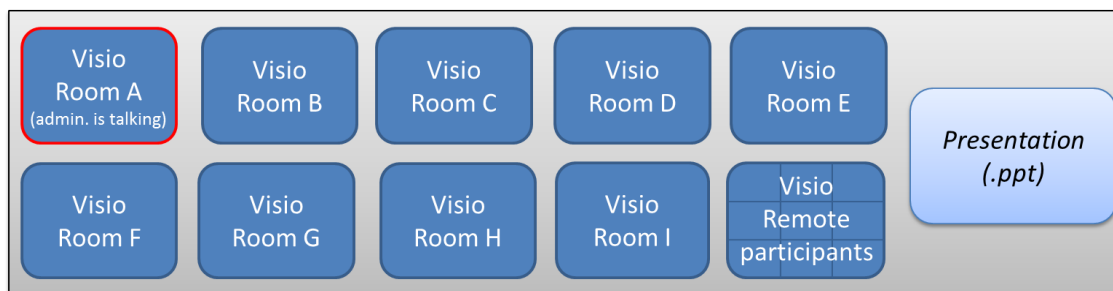 Visio
Room A
(admin. is talking)
Visio
Room B
Visio
Room C
Visio
Room D
Visio
Room E
Presentation
(.ppt)
Visio
Room F
Visio
Room G
Visio
Room H
Visio
Room I
Visio
Remote
participants